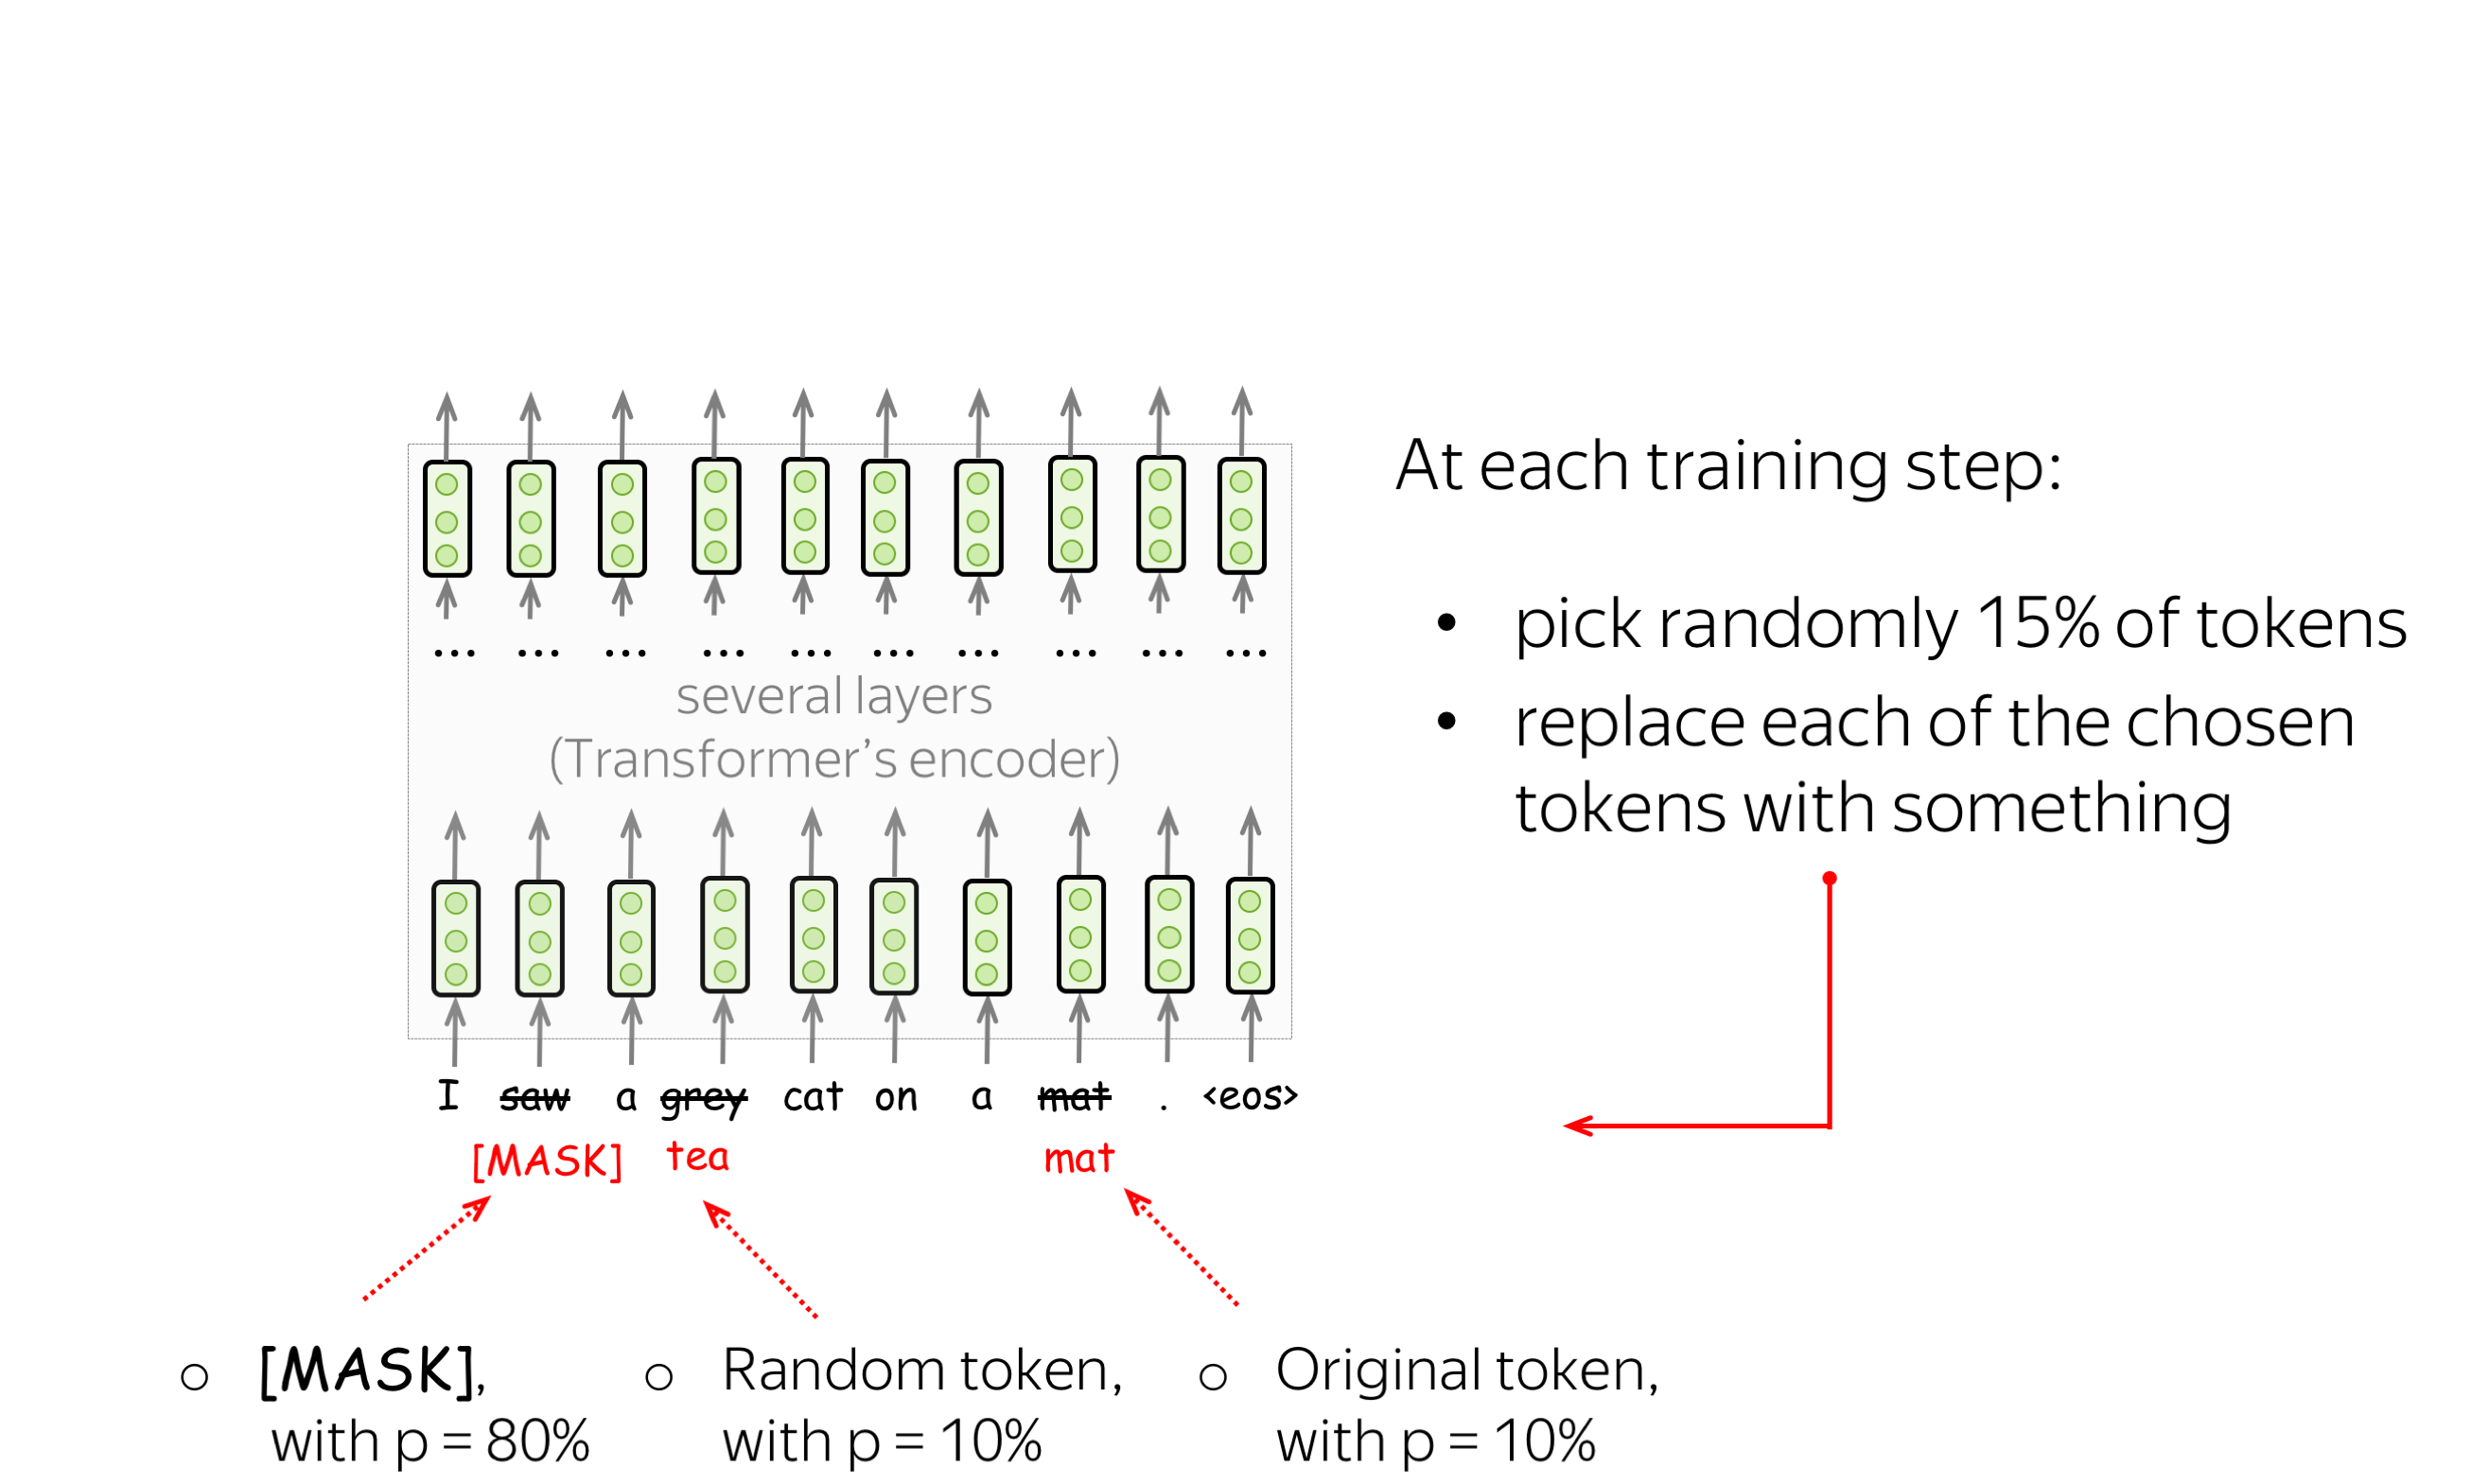 At each training step:
• pick randomly 15% of tokens
• replace each of the chosen
tokens with something
... ... ... ... ... ... ... ... ... ...
several layers
(Transformer’s encoder)
I saw a grey cat on a mat . <eos>
[MASK] tea mat
○ [MASK],
with p = 80%
○ Random token,
with p = 10%
○ Original token,
with p = 10%